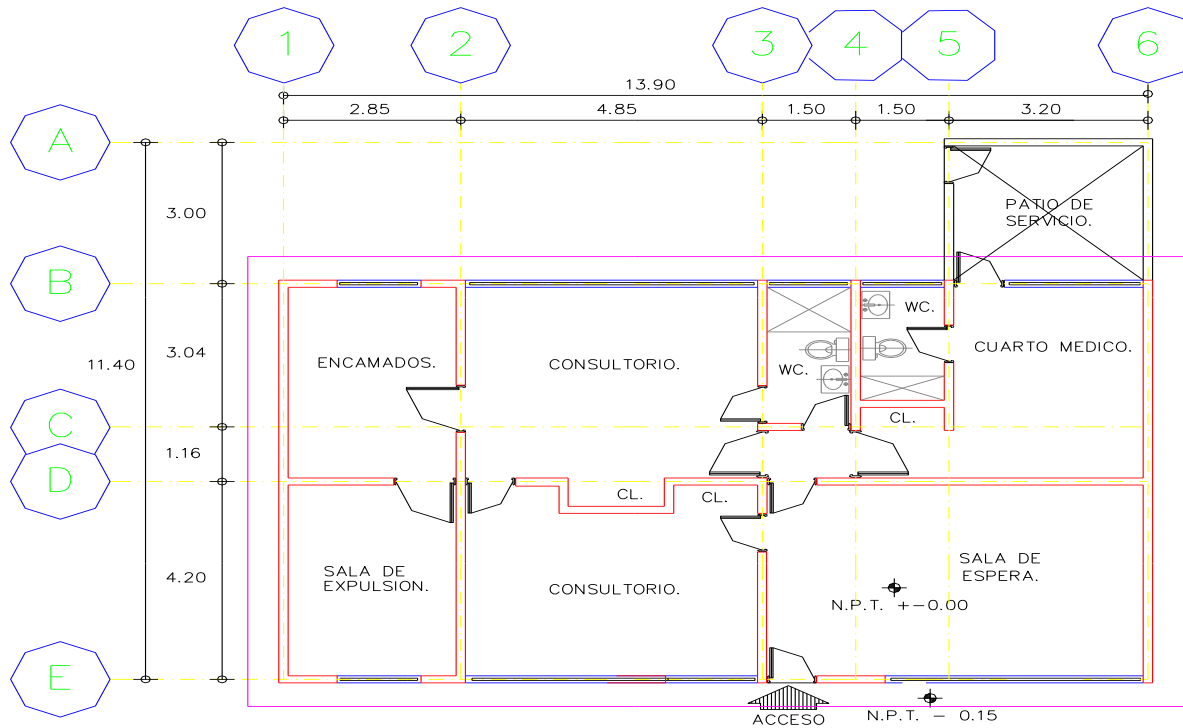 1 2 3 4 5 6
13.90
2.85 4.85 1.50 1.50 3.20
A
3.00
PATIO DE
SERVICIO.
B
WC.
3.04
11.40
ENCAMADOS.
CONSULTORIO.
WC.
CUARTO MEDICO.
C
CL.
1.16
D
CL.
CL.
4.20
SALA DE
EXPULSION.
CONSULTORIO.
SALA DE
ESPERA.
N.P.T. +-0.00
E
ACCESO
N.P.T. - 0.15